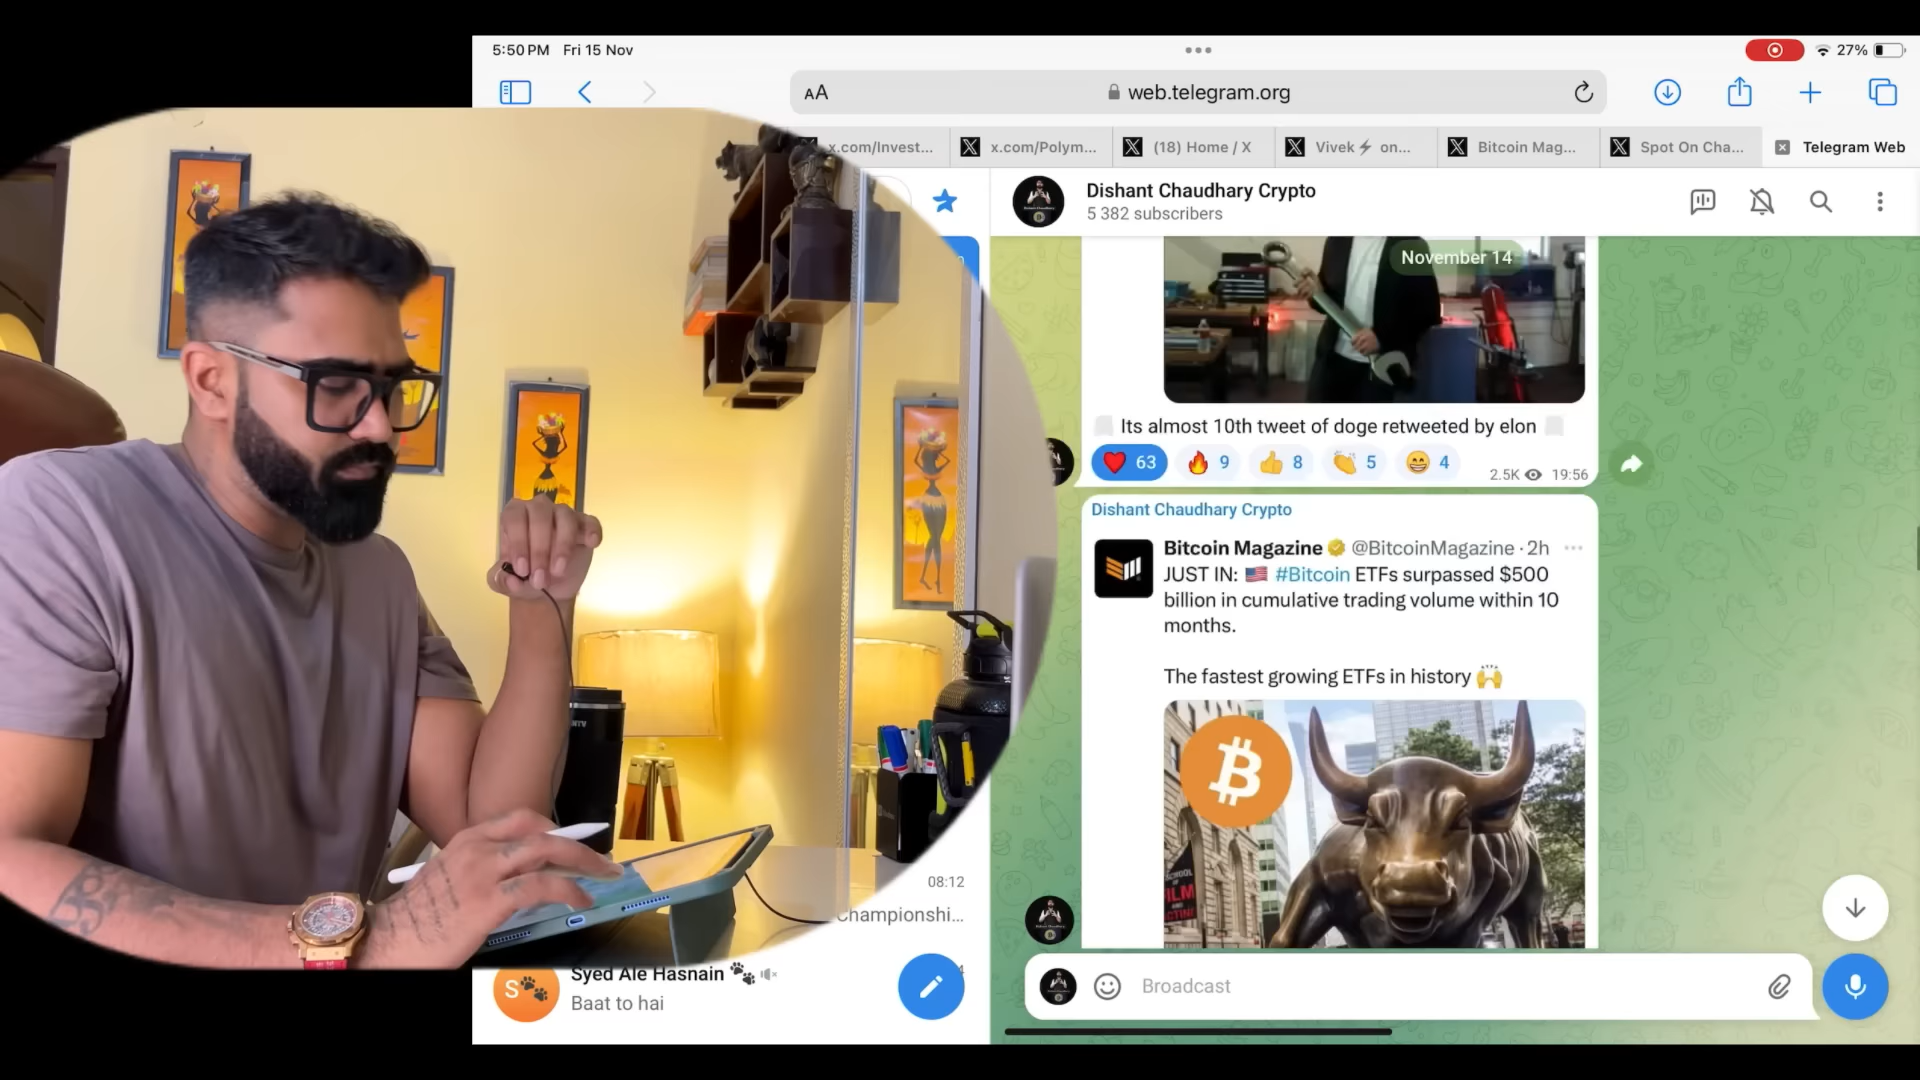 5:50 PM Fri 15 Nov
27%
AA web.telegram.org
x.com/Invest...
x.com/Polym...
(18) Home / X
Vivek⚡ on...
Bitcoin Mag...
Spot On Cha...
Telegram Web
Dishant Chaudhary Crypto
5 382 subscribers
November 14
Its almost 10th tweet of doge retweeted by elon
❤️ 63 🔥 9 👍 8 👏 5 😄 4
2.5K 19:56
Dishant Chaudhary Crypto
Bitcoin Magazine @BitcoinMagazine · 2h
JUST IN: 🇺🇸 #Bitcoin ETFs surpassed $500
billion in cumulative trading volume within 10
months.
The fastest growing ETFs in history 🙌
SCHOOL OF
FILM
08:12
Championshi...
S🐾
Syed Ale Hasnain 🐾
Baat to hai
Broadcast